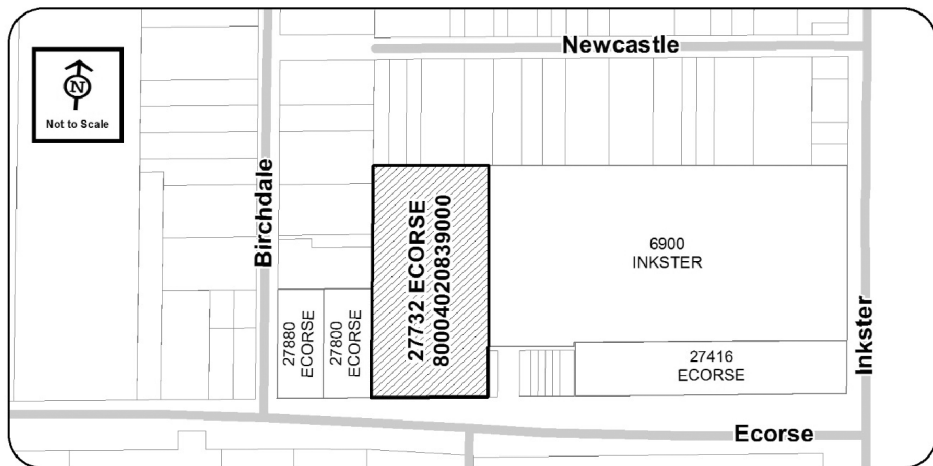 Newcastle
N
Not to Scale
Birchdale
27732 ECORSE
80004020839000
6900
INKSTER
27880
ECORSE
27800
ECORSE
27416
ECORSE
Inkster
Ecorse